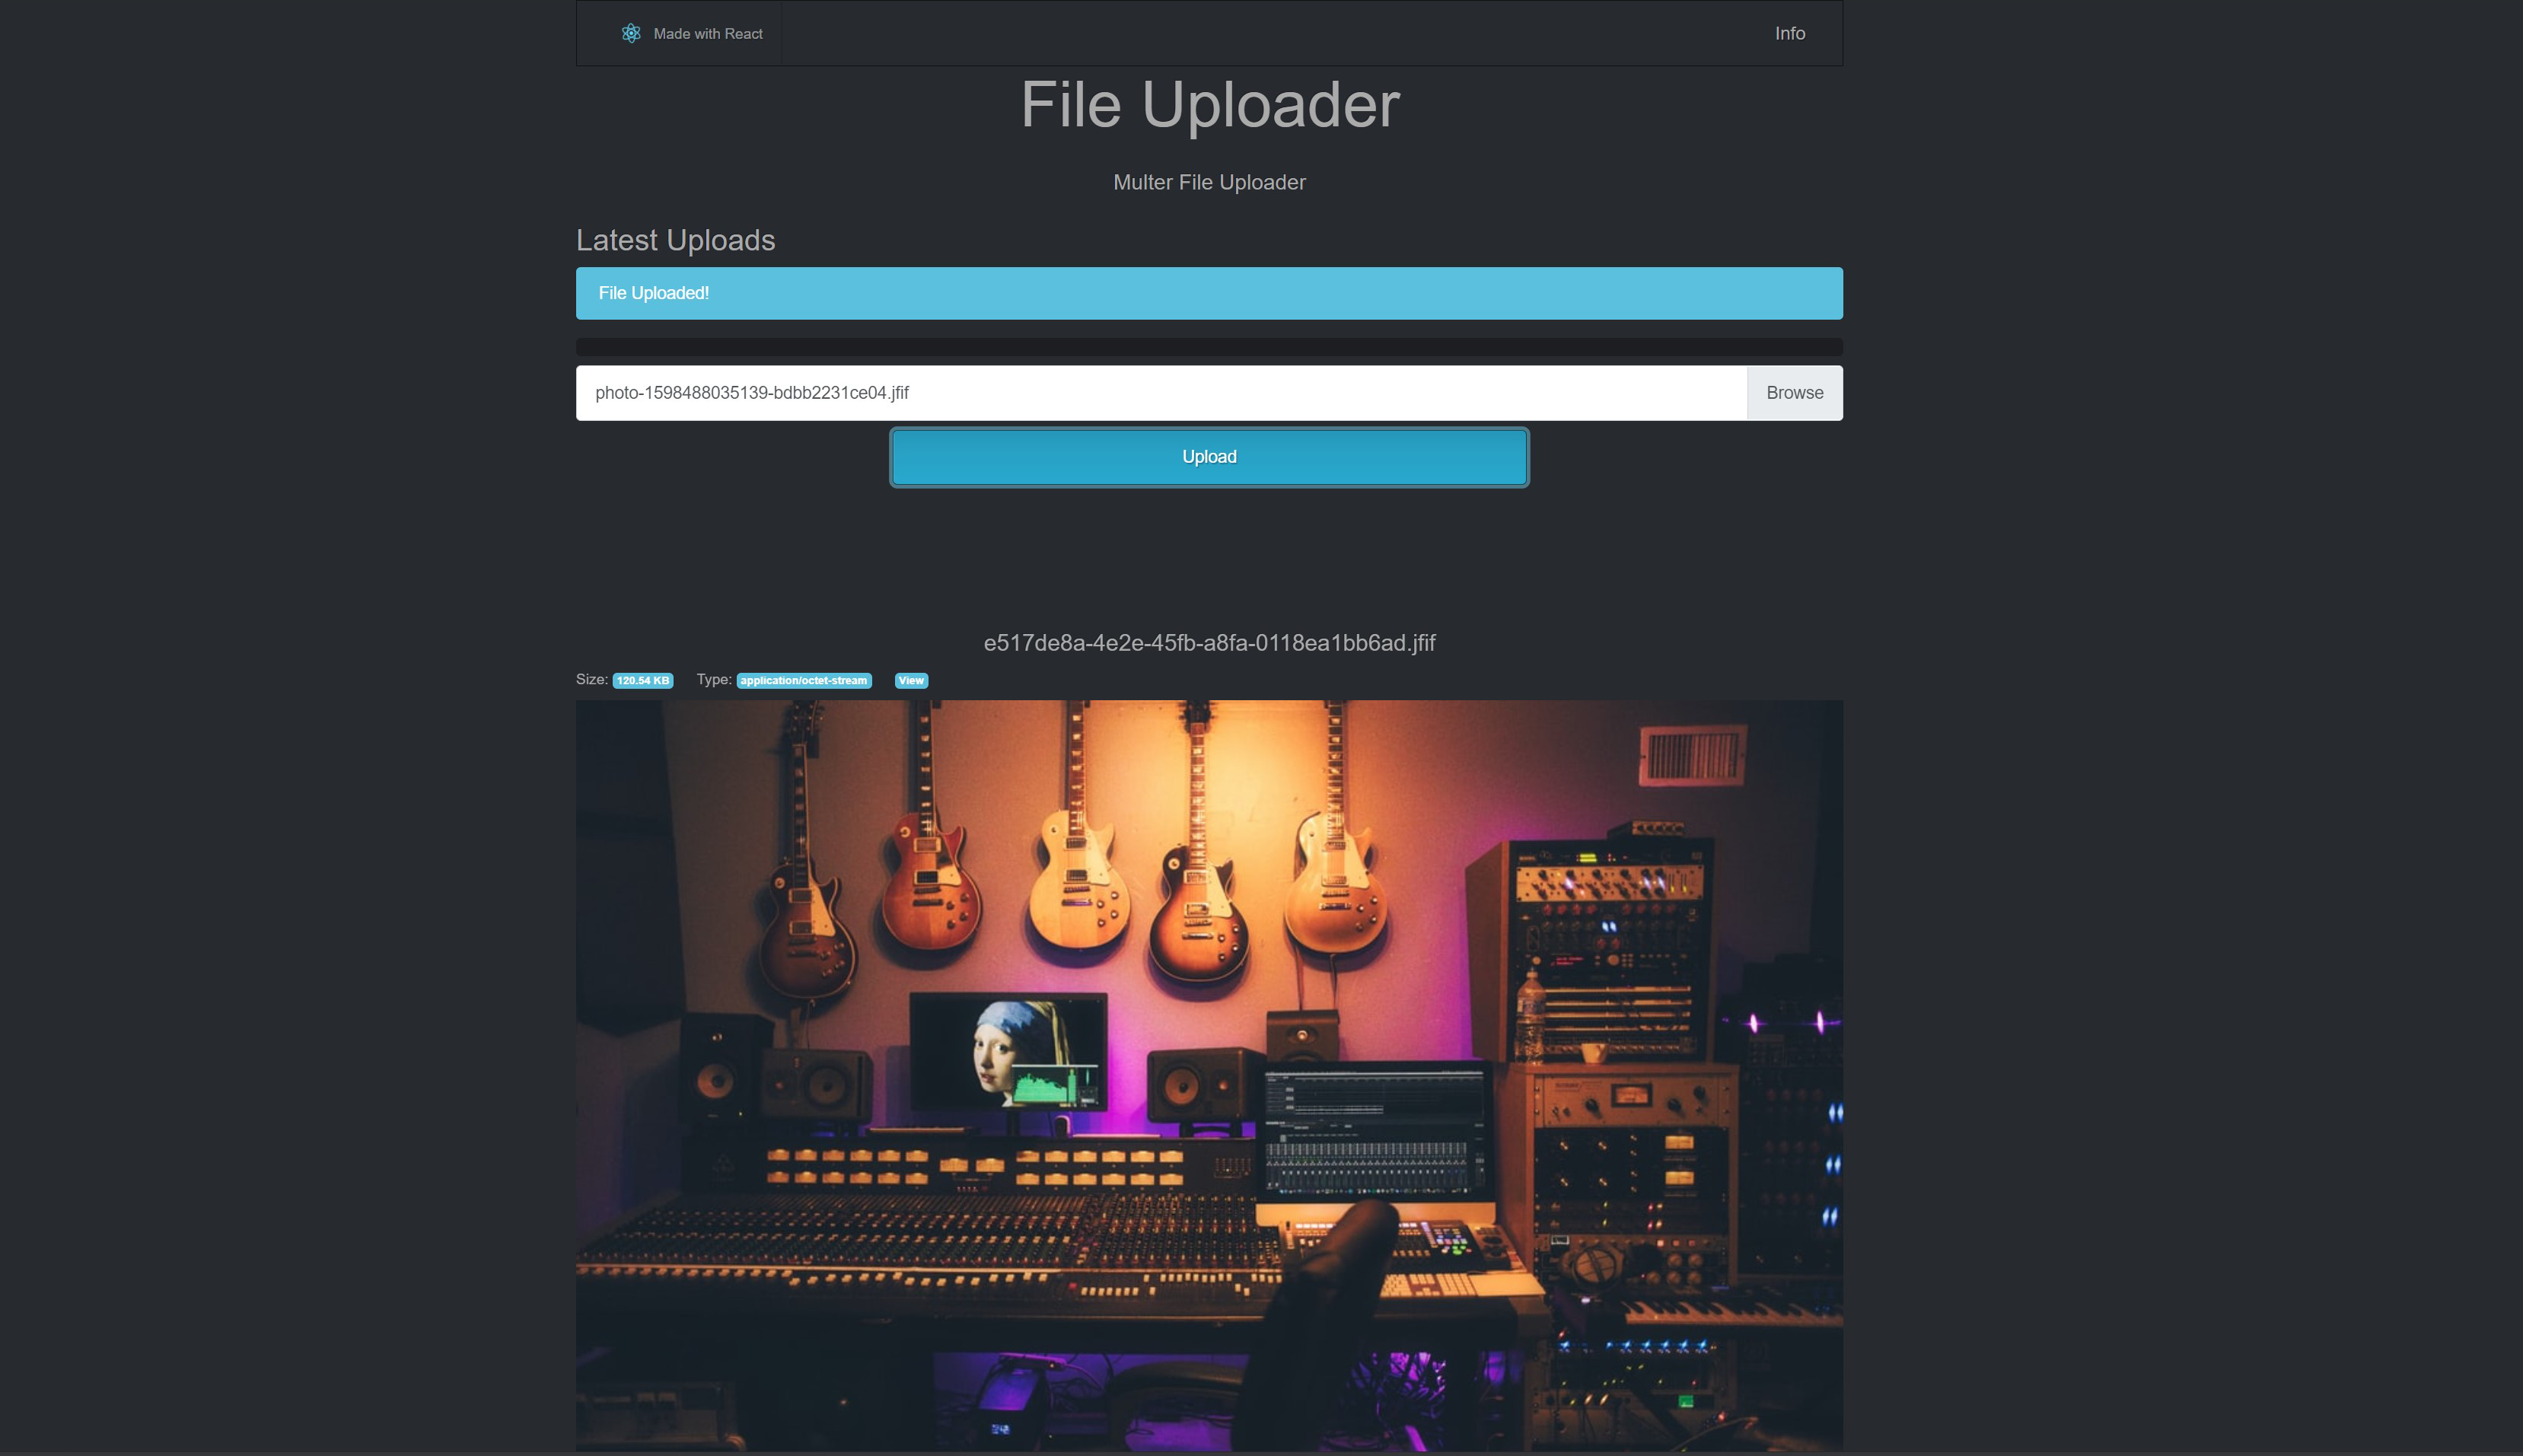 Made with React
Info
File Uploader
Multer File Uploader
Latest Uploads
File Uploaded!
photo-1598488035139-bdbb2231ce04.jfif
Browse
Upload
e517de8a-4e2e-45fb-a8fa-0118ea1bb6ad.jfif
Size: 120.54 KB Type: application/octet-stream View